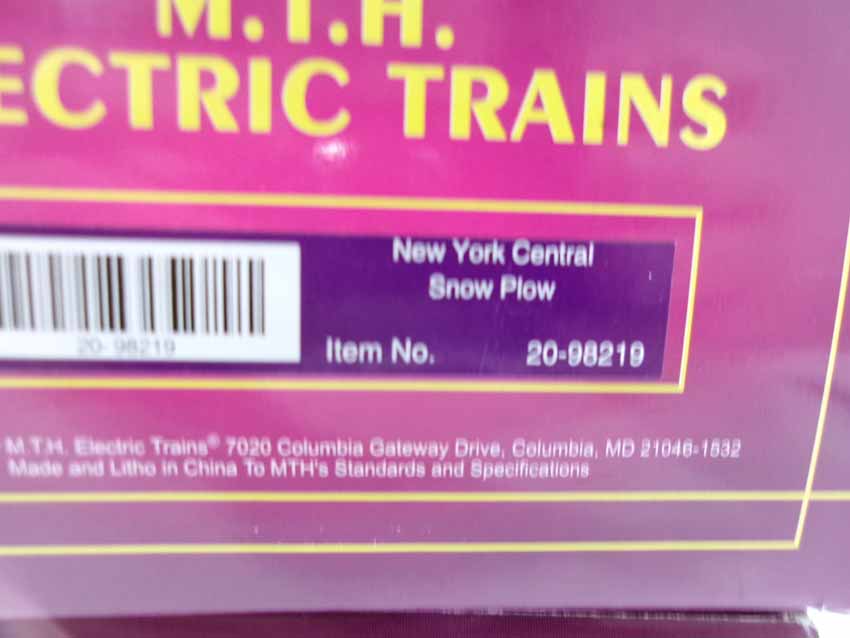 M.T.H.
ECTRIC TRAINS
New York Central
Snow Plow
20-98219
Item No. 20-98219
M.T.H. Electric Trains® 7020 Columbia Gateway Drive, Columbia, MD 21046-1532
Made and Litho in China To MTH's Standards and Specifications